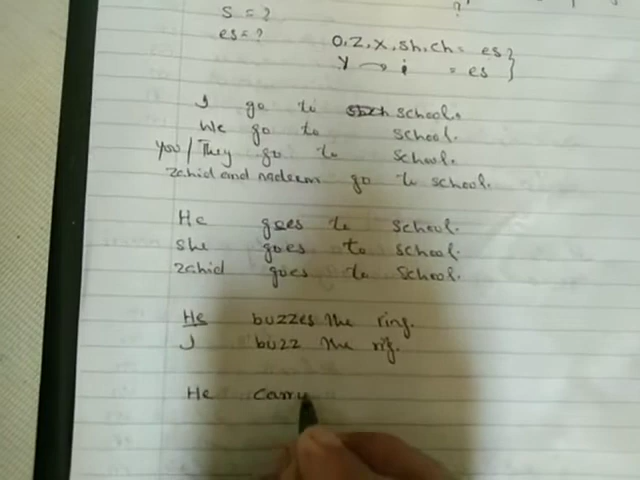 ?
s = ?
es = ?
o, z, x, sh, ch = es }
y → i = es
I go to school.
We go to school.
You / They go to school.
zahid and nadeem go to school.
He goes to school.
She goes to school.
zahid goes to school.
He buzzes the ring.
I buzz the rig.
He carry